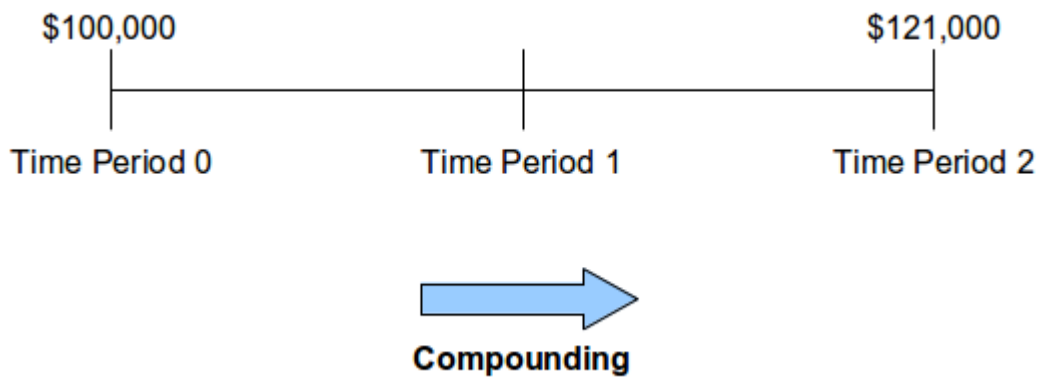 $100,000 $121,000
Time Period 0 Time Period 1 Time Period 2
Compounding